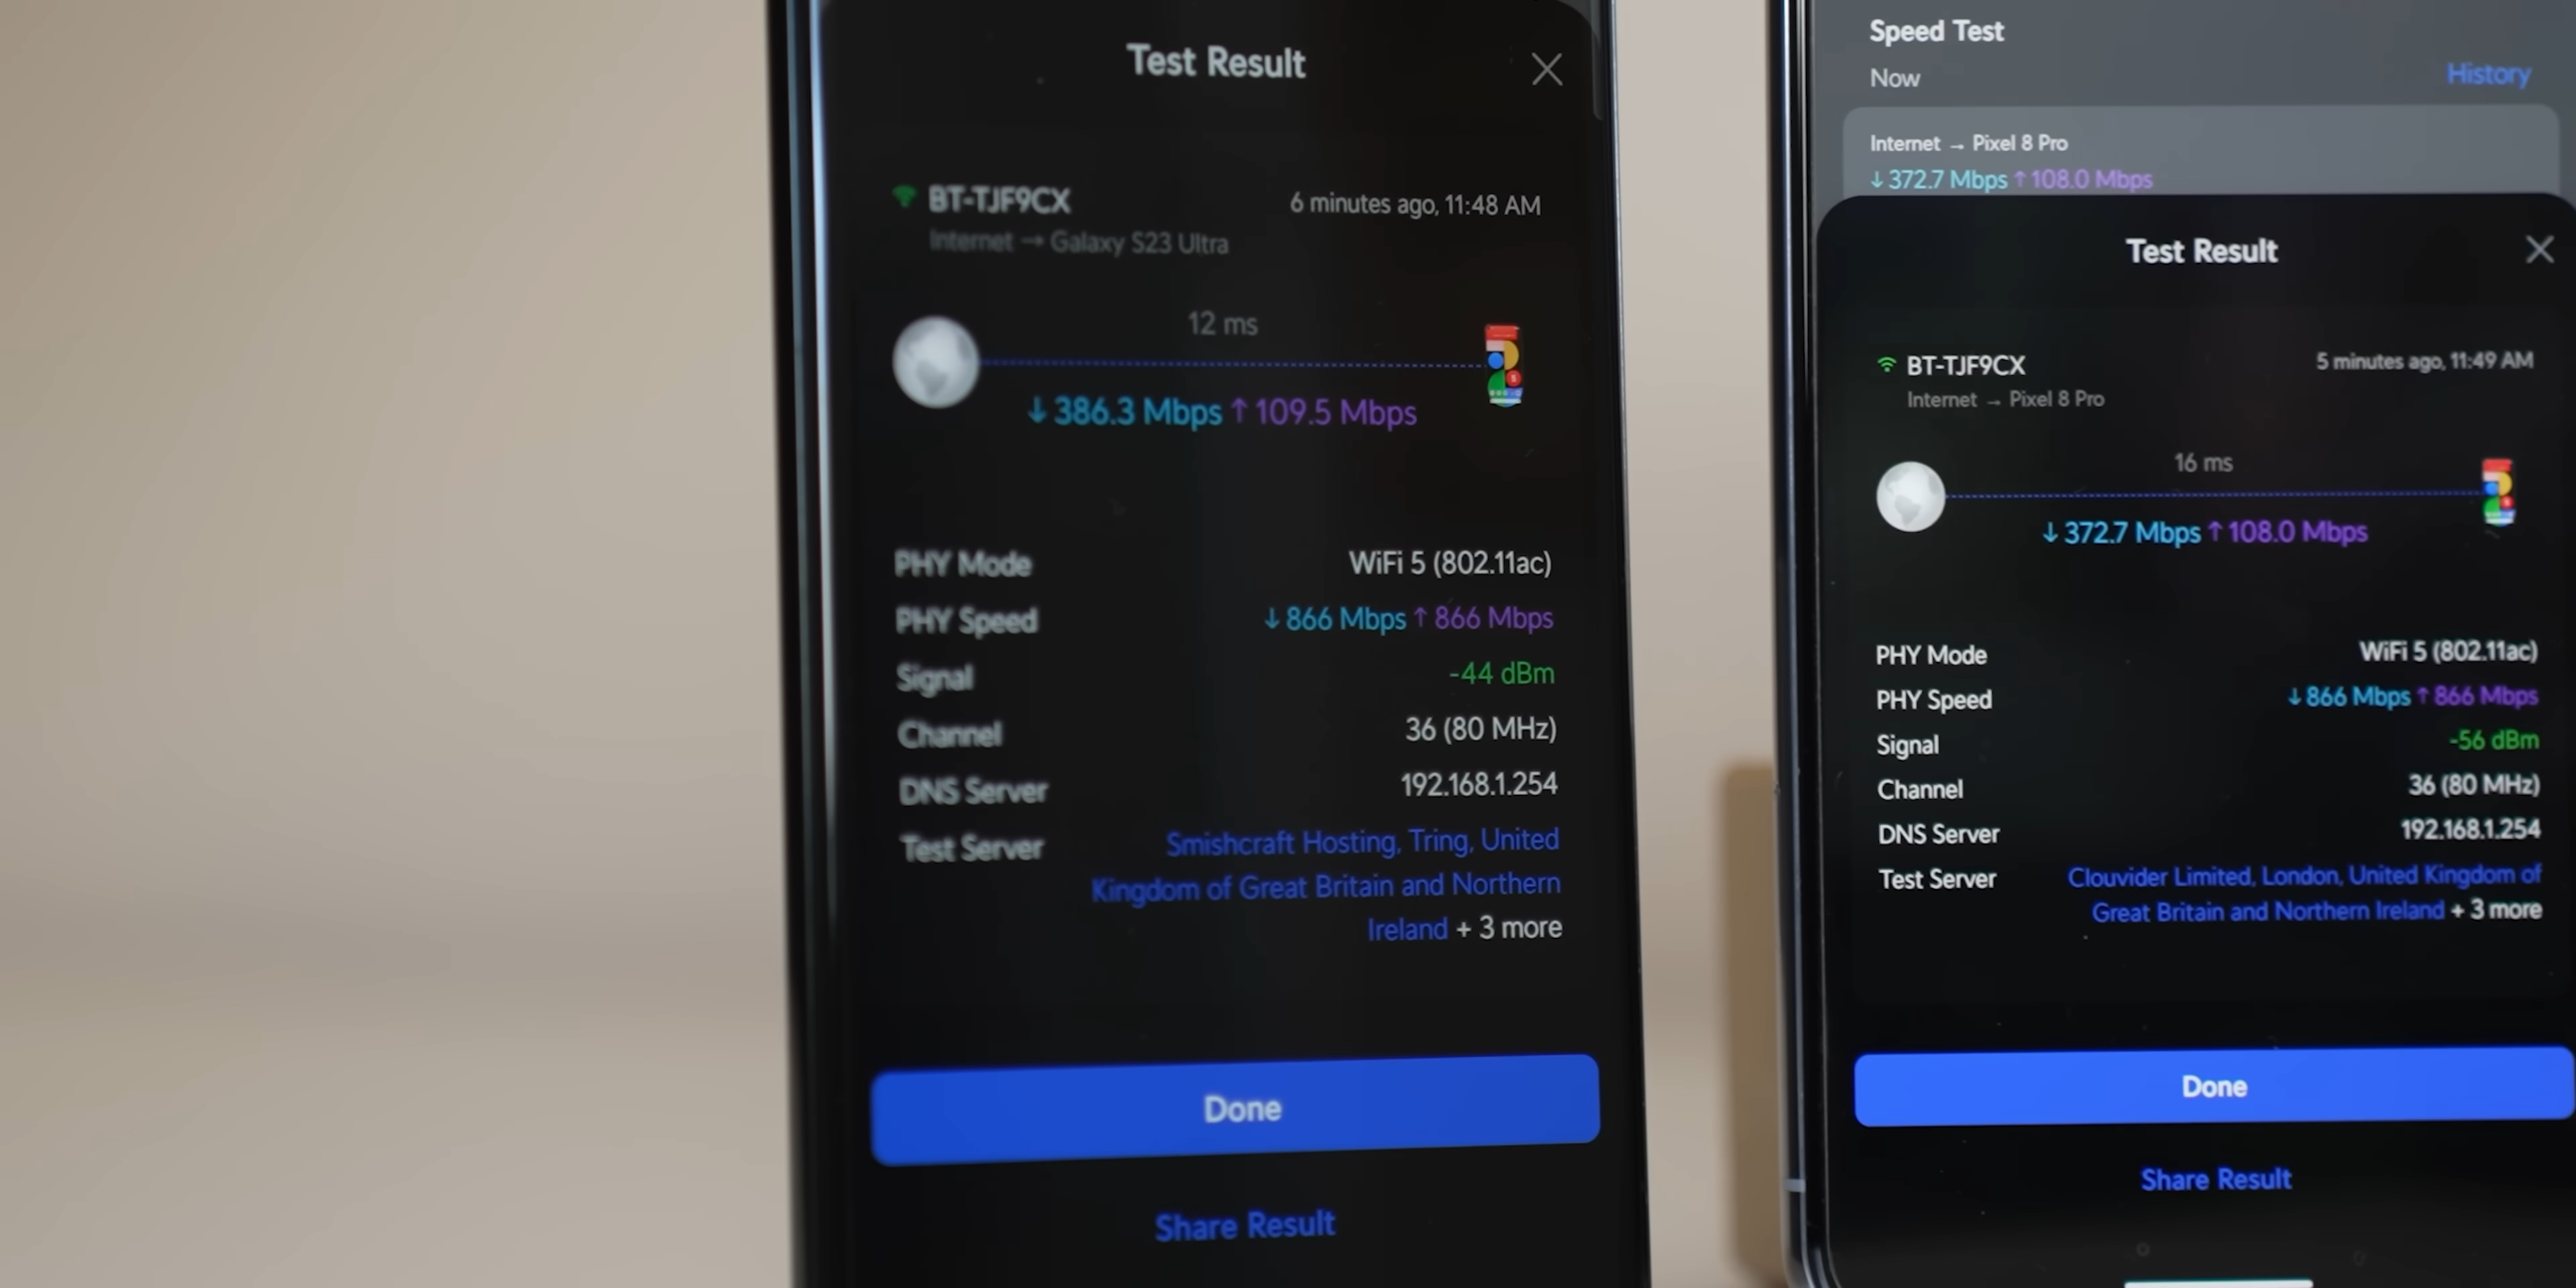 Test Result
BT-TJF9CX
6 minutes ago, 11:48 AM
Internet → Galaxy S23 Ultra
12 ms
↓ 386.3 Mbps ↑ 109.5 Mbps
PHY Mode WiFi 5 (802.11ac)
PHY Speed ↓ 866 Mbps ↑ 866 Mbps
Signal -44 dBm
Channel 36 (80 MHz)
DNS Server 192.168.1.254
Test Server Smishcraft Hosting, Tring, United
Kingdom of Great Britain and Northern
Ireland + 3 more
Done
Share Result
Speed Test
Now History
Internet → Pixel 8 Pro
↓ 372.7 Mbps ↑ 108.0 Mbps
Test Result
BT-TJF9CX
5 minutes ago, 11:49 AM
Internet → Pixel 8 Pro
16 ms
↓ 372.7 Mbps ↑ 108.0 Mbps
PHY Mode WiFi 5 (802.11ac)
PHY Speed ↓ 866 Mbps ↑ 866 Mbps
Signal -56 dBm
Channel 36 (80 MHz)
DNS Server 192.168.1.254
Test Server Clouvider Limited, London, United Kingdom of
Great Britain and Northern Ireland + 3 more
Done
Share Result